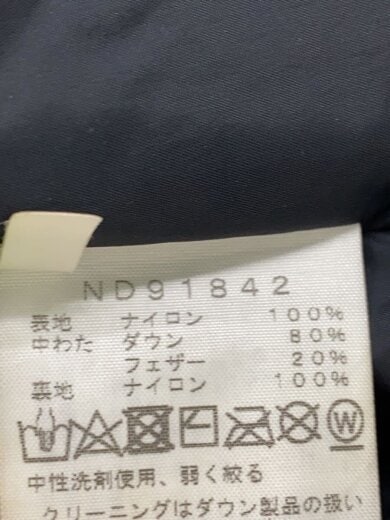 ND91842
表地 ナイロン 100%
中わた ダウン 80%
フェザー 20%
裏地 ナイロン 100%
W
中性洗剤使用、弱く絞る
クリーニングはダウン製品の扱い